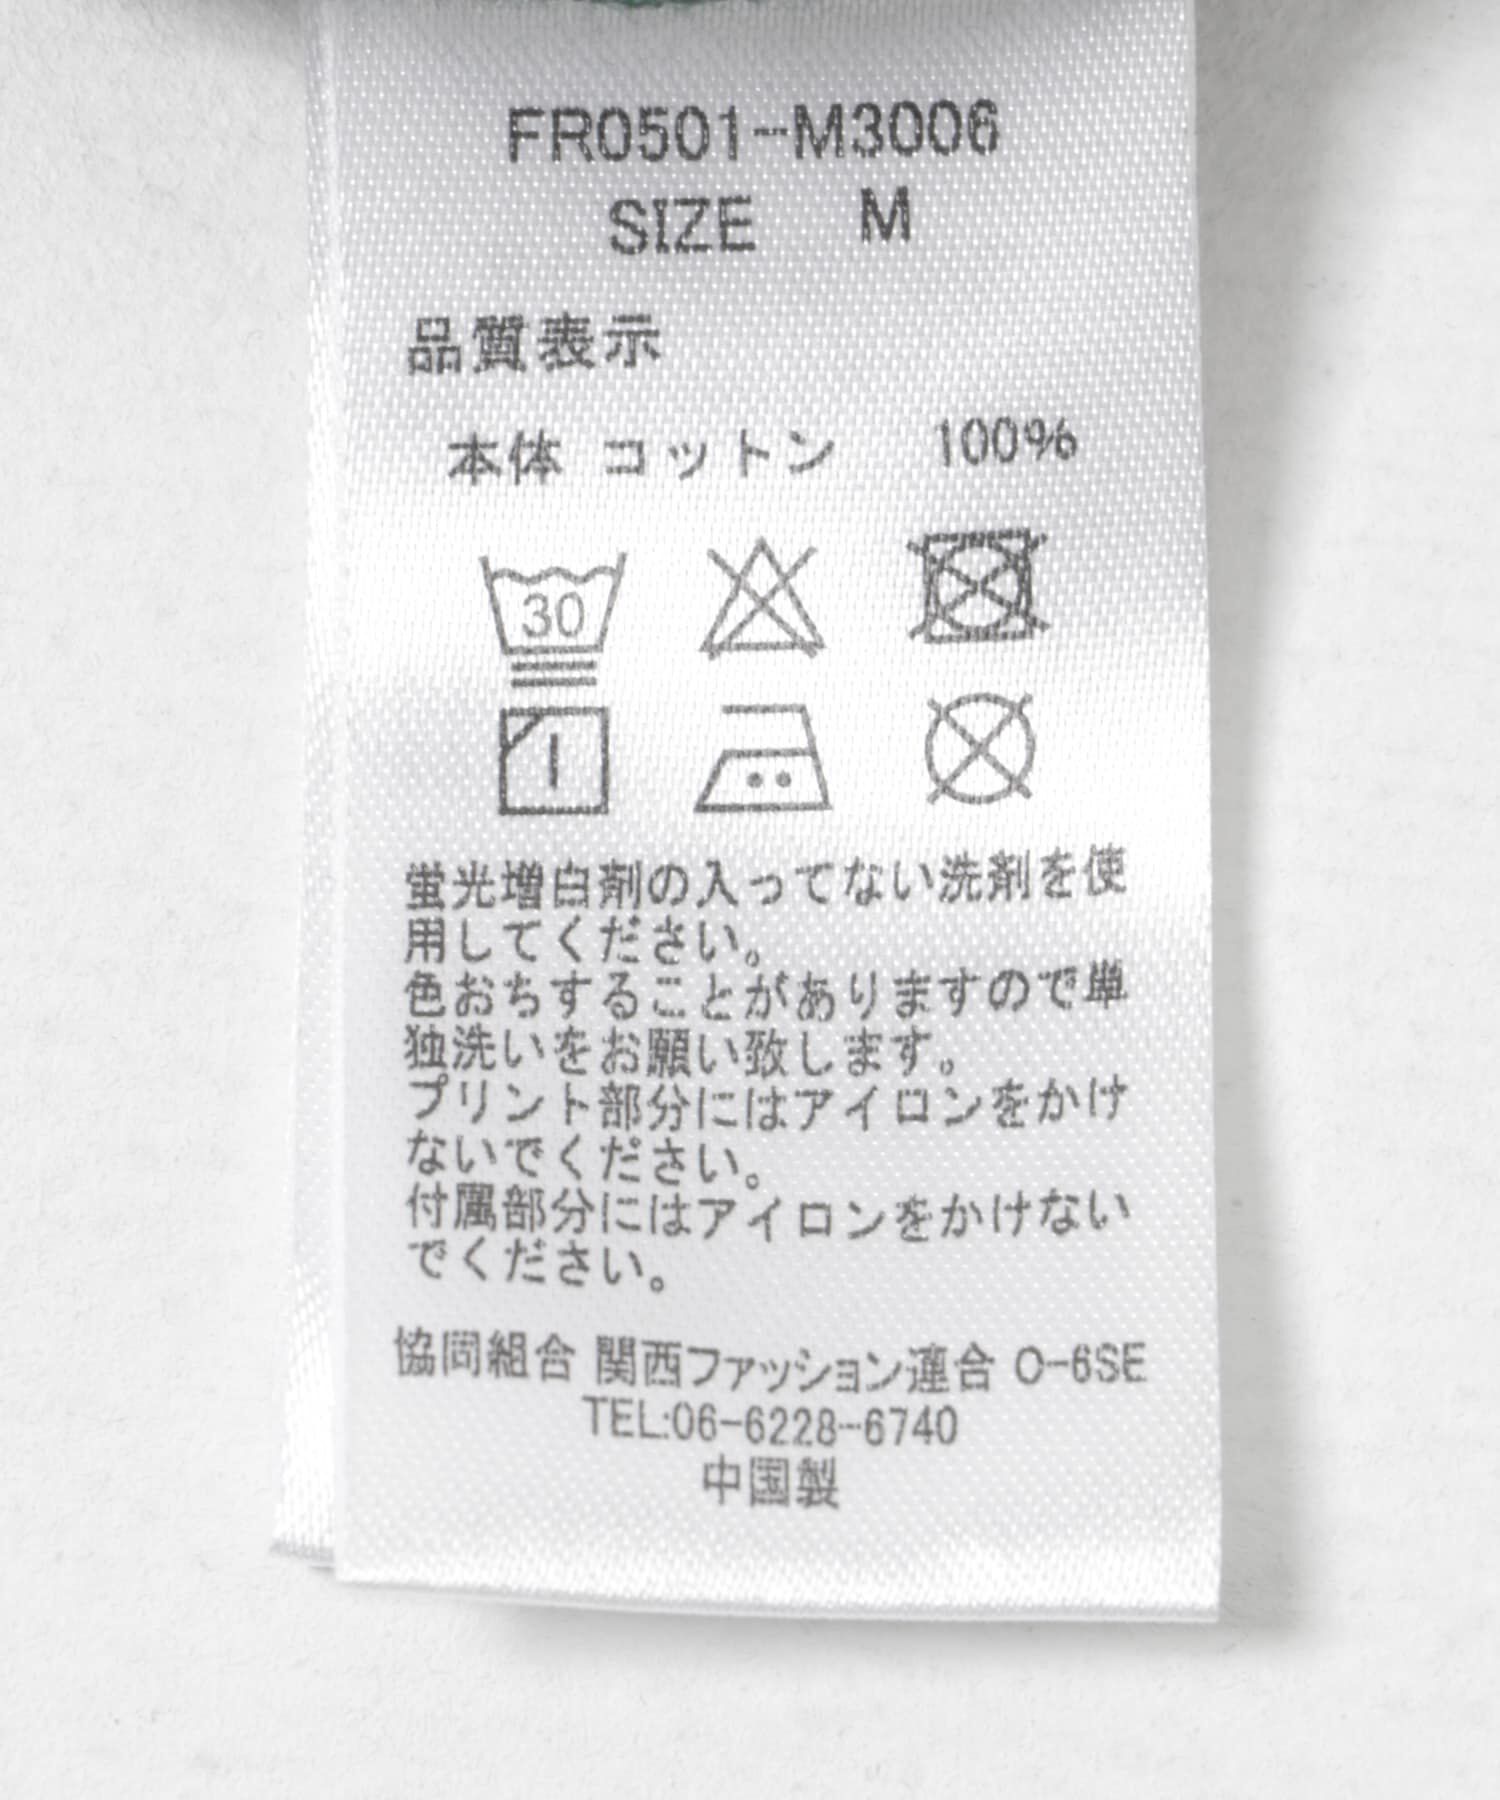 FR0501-M3006
SIZE M
品質表示
本体 コットン 100%
30
蛍光増白剤の入ってない洗剤を使
用してください。
色おちすることがありますので単
独洗いをお願い致します。
プリント部分にはアイロンをかけ
ないでください。
付属部分にはアイロンをかけない
でください。
協同組合 関西ファッション連合 O-6SE
TEL:06-6228-6740
中国製